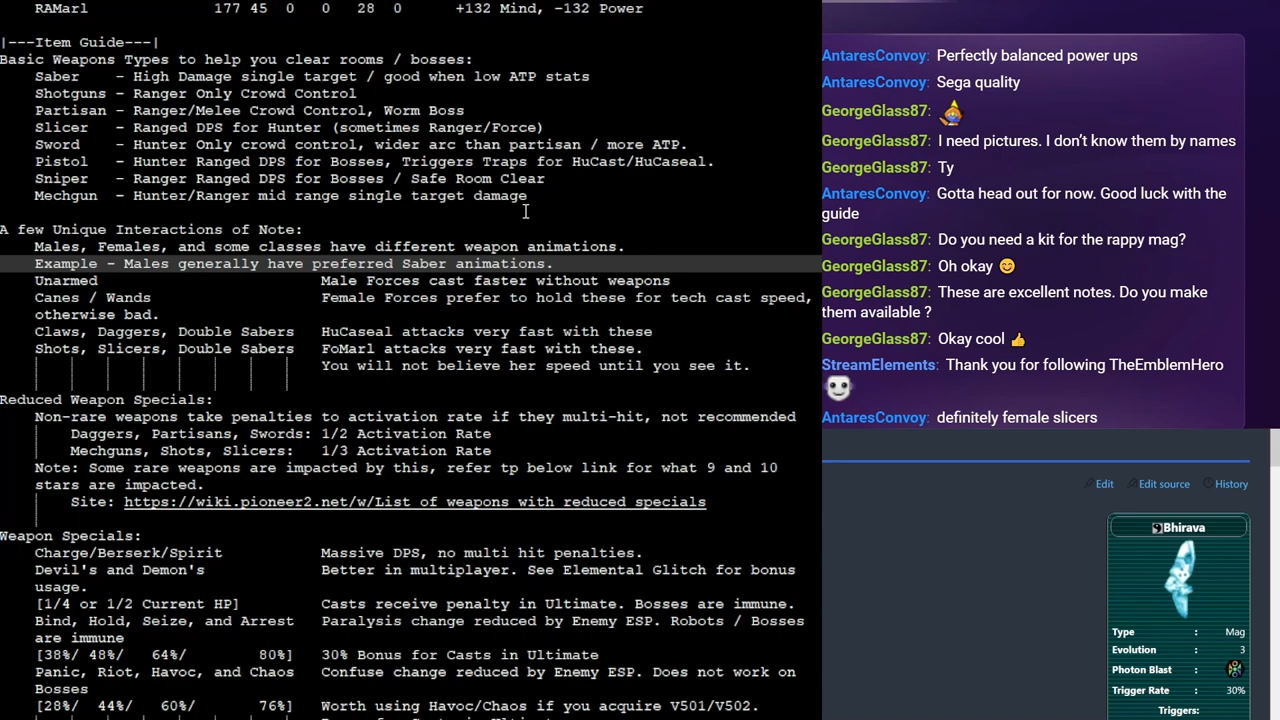 RAMarl 177 45 0 0 28 0 +132 Mind, -132 Power
|---Item Guide---|
Basic Weapons Types to help you clear rooms / bosses:
Saber - High Damage single target / good when low ATP stats
Shotguns - Ranger Only Crowd Control
Partisan - Ranger/Melee Crowd Control, Worm Boss
Slicer - Ranged DPS for Hunter (sometimes Ranger/Force)
Sword - Hunter Only crowd control, wider arc than partisan / more ATP.
Pistol - Hunter Ranged DPS for Bosses, Triggers Traps for HuCast/HuCaseal.
Sniper - Ranger Ranged DPS for Bosses / Safe Room Clear
Mechgun - Hunter/Ranger mid range single target damage
A few Unique Interactions of Note:
Males, Females, and some classes have different weapon animations.
Example - Males generally have preferred Saber animations.
Unarmed Male Forces cast faster without weapons
Canes / Wands Female Forces prefer to hold these for tech cast speed,
otherwise bad.
Claws, Daggers, Double Sabers HuCaseal attacks very fast with these
Shots, Slicers, Double Sabers FoMarl attacks very fast with these.
You will not believe her speed until you see it.
Reduced Weapon Specials:
Non-rare weapons take penalties to activation rate if they multi-hit, not recommended
Daggers, Partisans, Swords: 1/2 Activation Rate
Mechguns, Shots, Slicers: 1/3 Activation Rate
Note: Some rare weapons are impacted by this, refer tp below link for what 9 and 10
stars are impacted.
Site: https://wiki.pioneer2.net/w/List of weapons with reduced specials
Weapon Specials:
Charge/Berserk/Spirit Massive DPS, no multi hit penalties.
Devil's and Demon's Better in multiplayer. See Elemental Glitch for bonus
usage.
[1/4 or 1/2 Current HP] Casts receive penalty in Ultimate. Bosses are immune.
Bind, Hold, Seize, and Arrest Paralysis change reduced by Enemy ESP. Robots / Bosses
are immune
[38%/ 48%/ 64%/ 80%] 30% Bonus for Casts in Ultimate
Panic, Riot, Havoc, and Chaos Confuse change reduced by Enemy ESP. Does not work on
Bosses
[28%/ 44%/ 60%/ 76%] Worth using Havoc/Chaos if you acquire V501/V502.
AntaresConvoy: Perfectly balanced power ups
AntaresConvoy: Sega quality
GeorgeGlass87:
GeorgeGlass87: I need pictures. I don't know them by names
GeorgeGlass87: Ty
AntaresConvoy: Gotta head out for now. Good luck with the
guide
GeorgeGlass87: Do you need a kit for the rappy mag?
GeorgeGlass87: Oh okay 😊
GeorgeGlass87: These are excellent notes. Do you make
them available ?
GeorgeGlass87: Okay cool 👍
StreamElements: Thank you for following TheEmblemHero
AntaresConvoy: definitely female slicers
Edit Edit source History
Bhirava
Type : Mag
Evolution : 3
Photon Blast :
Trigger Rate : 30%
Triggers: